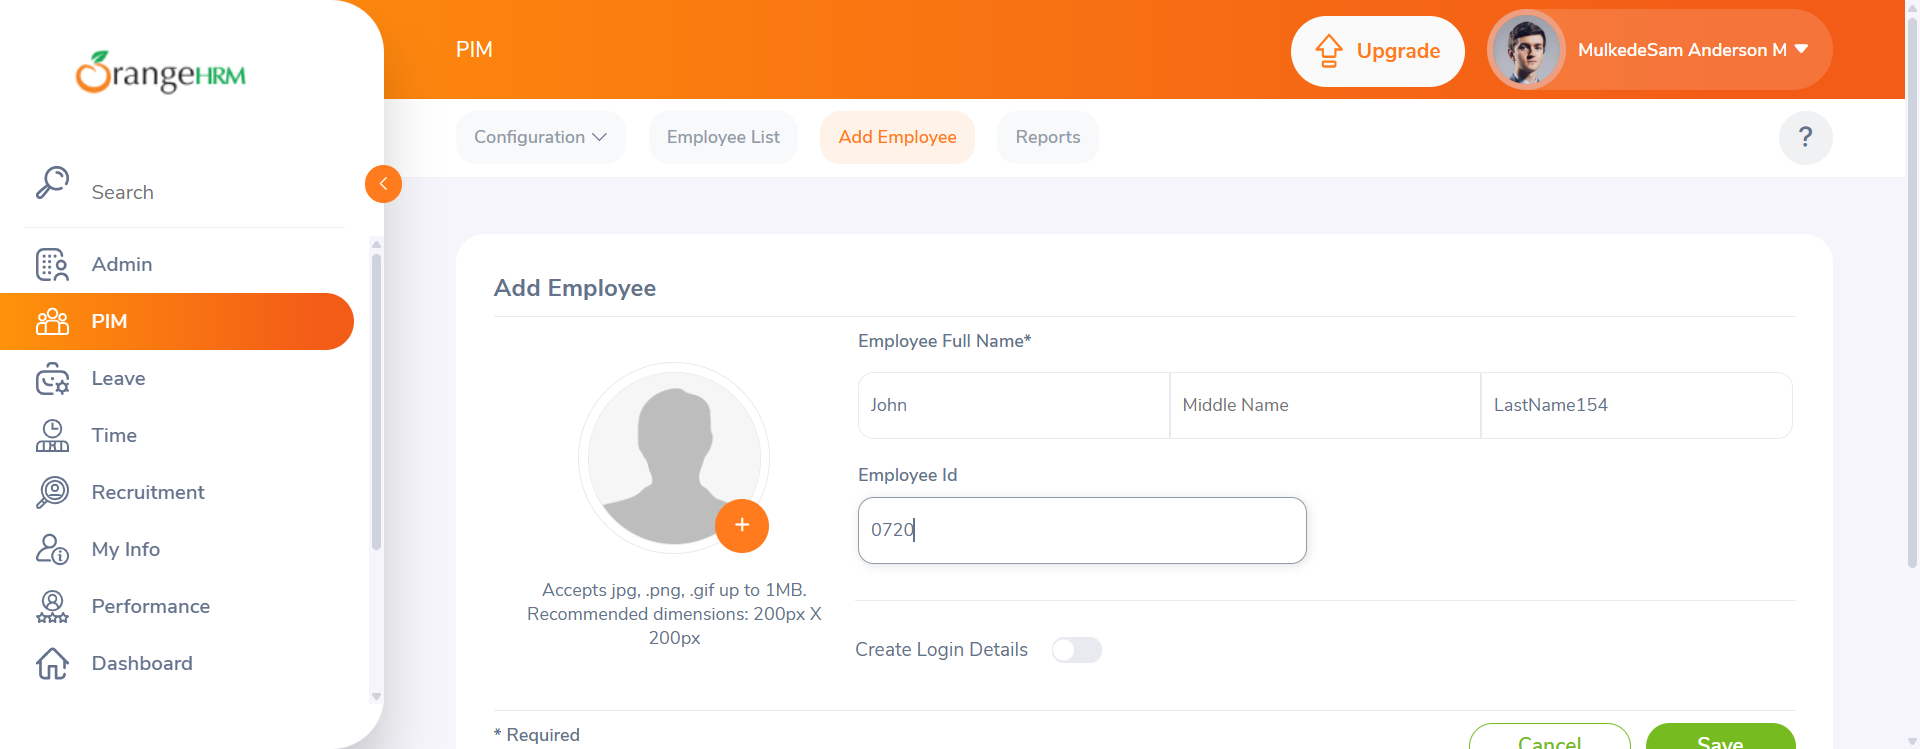 OrangeHRM
PIM
Upgrade
MulkedeSam Anderson M
Search
Configuration
Employee List
Add Employee
Reports
?
Admin
PIM
Leave
Time
Recruitment
My Info
Performance
Dashboard
Add Employee
Employee Full Name*
John
Middle Name
LastName154
Employee Id
0720
+
Accepts jpg, .png, .gif up to 1MB.
Recommended dimensions: 200px X
200px
Create Login Details
* Required
Cancel
Save